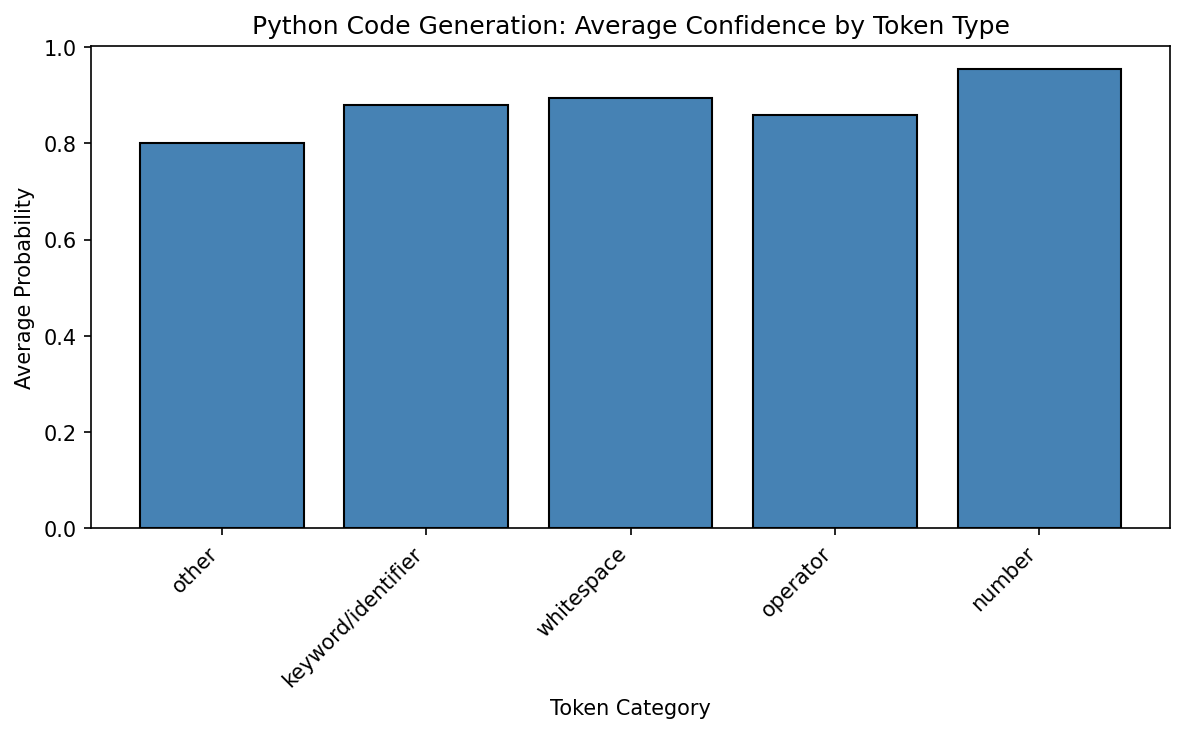 Python Code Generation: Average Confidence by Token Type
1.0
0.8
0.6
0.4
0.2
0.0
Average Probability
other
keyword/identifier
whitespace
operator
number
Token Category